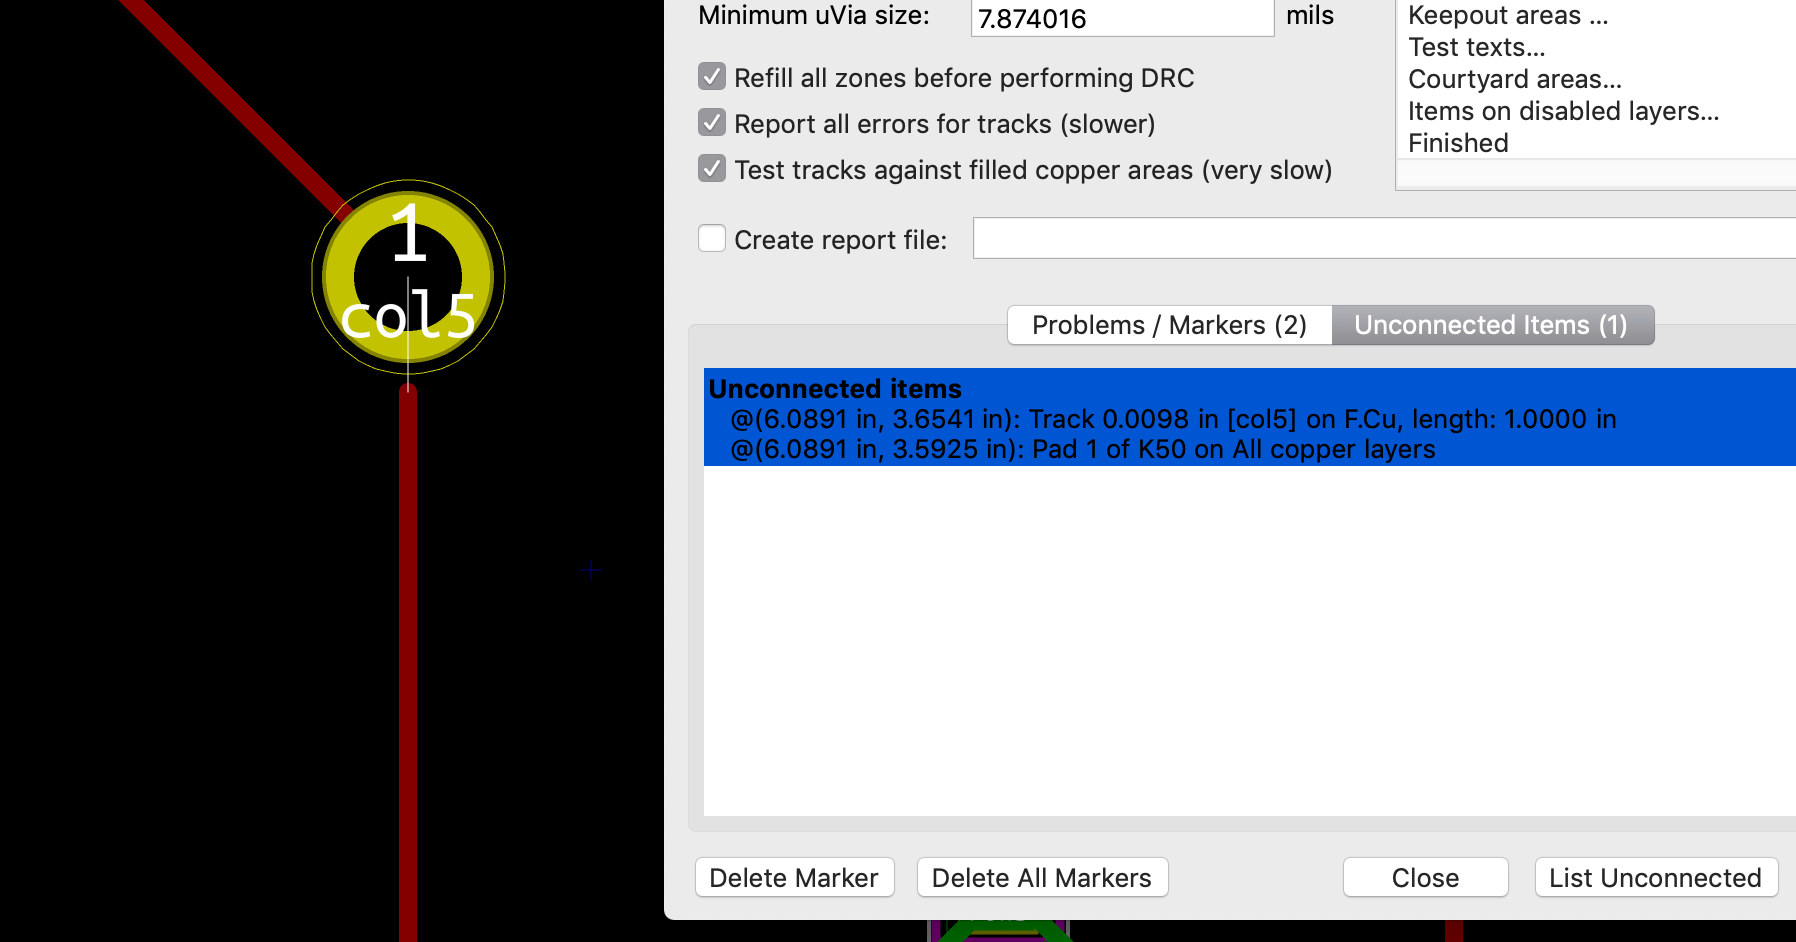 Minimum uVia size: 7.874016 mils
Refill all zones before performing DRC
Report all errors for tracks (slower)
Test tracks against filled copper areas (very slow)
Keepout areas ...
Test texts...
Courtyard areas...
Items on disabled layers...
Finished
Create report file:
1
col5
Problems / Markers (2) Unconnected Items (1)
Unconnected items
@(6.0891 in, 3.6541 in): Track 0.0098 in [col5] on F.Cu, length: 1.0000 in
@(6.0891 in, 3.5925 in): Pad 1 of K50 on All copper layers
Delete Marker Delete All Markers Close List Unconnected